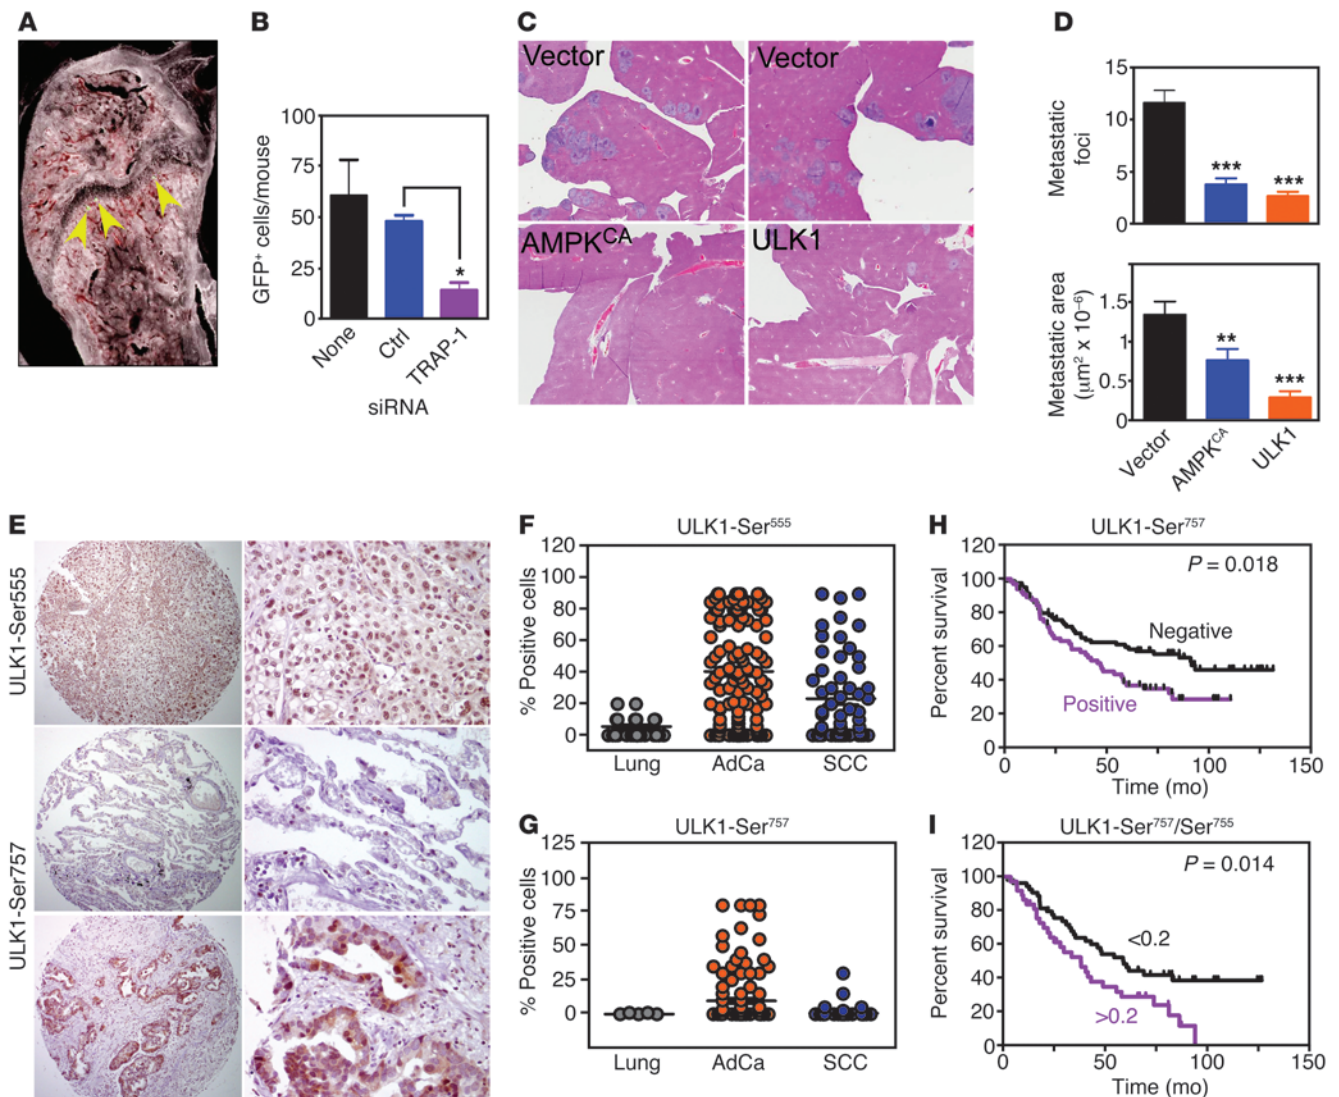 A
B
GFP⁺ cells/mouse
100
75
50
25
0
*
None
Ctrl
TRAP-1
siRNA
C
Vector
Vector
AMPKᶜᴬ
ULK1
D
Metastatic foci
15
10
5
0
***
***
Metastatic area
(μm² x 10⁻⁶)
1.5
1
0.5
0
**
***
Vector
AMPKᶜᴬ
ULK1
E
ULK1-Ser555
ULK1-Ser757
F
ULK1-Ser⁵⁵⁵
% Positive cells
120
100
80
60
40
20
0
Lung
AdCa
SCC
G
ULK1-Ser⁷⁵⁷
% Positive cells
125
100
75
50
25
0
Lung
AdCa
SCC
H
ULK1-Ser⁷⁵⁷
P = 0.018
Percent survival
120
100
80
60
40
20
0
Negative
Positive
0
50
100
150
Time (mo)
I
ULK1-Ser⁷⁵⁷/Ser⁷⁵⁵
P = 0.014
Percent survival
120
100
80
60
40
20
0
<0.2
>0.2
0
50
100
150
Time (mo)